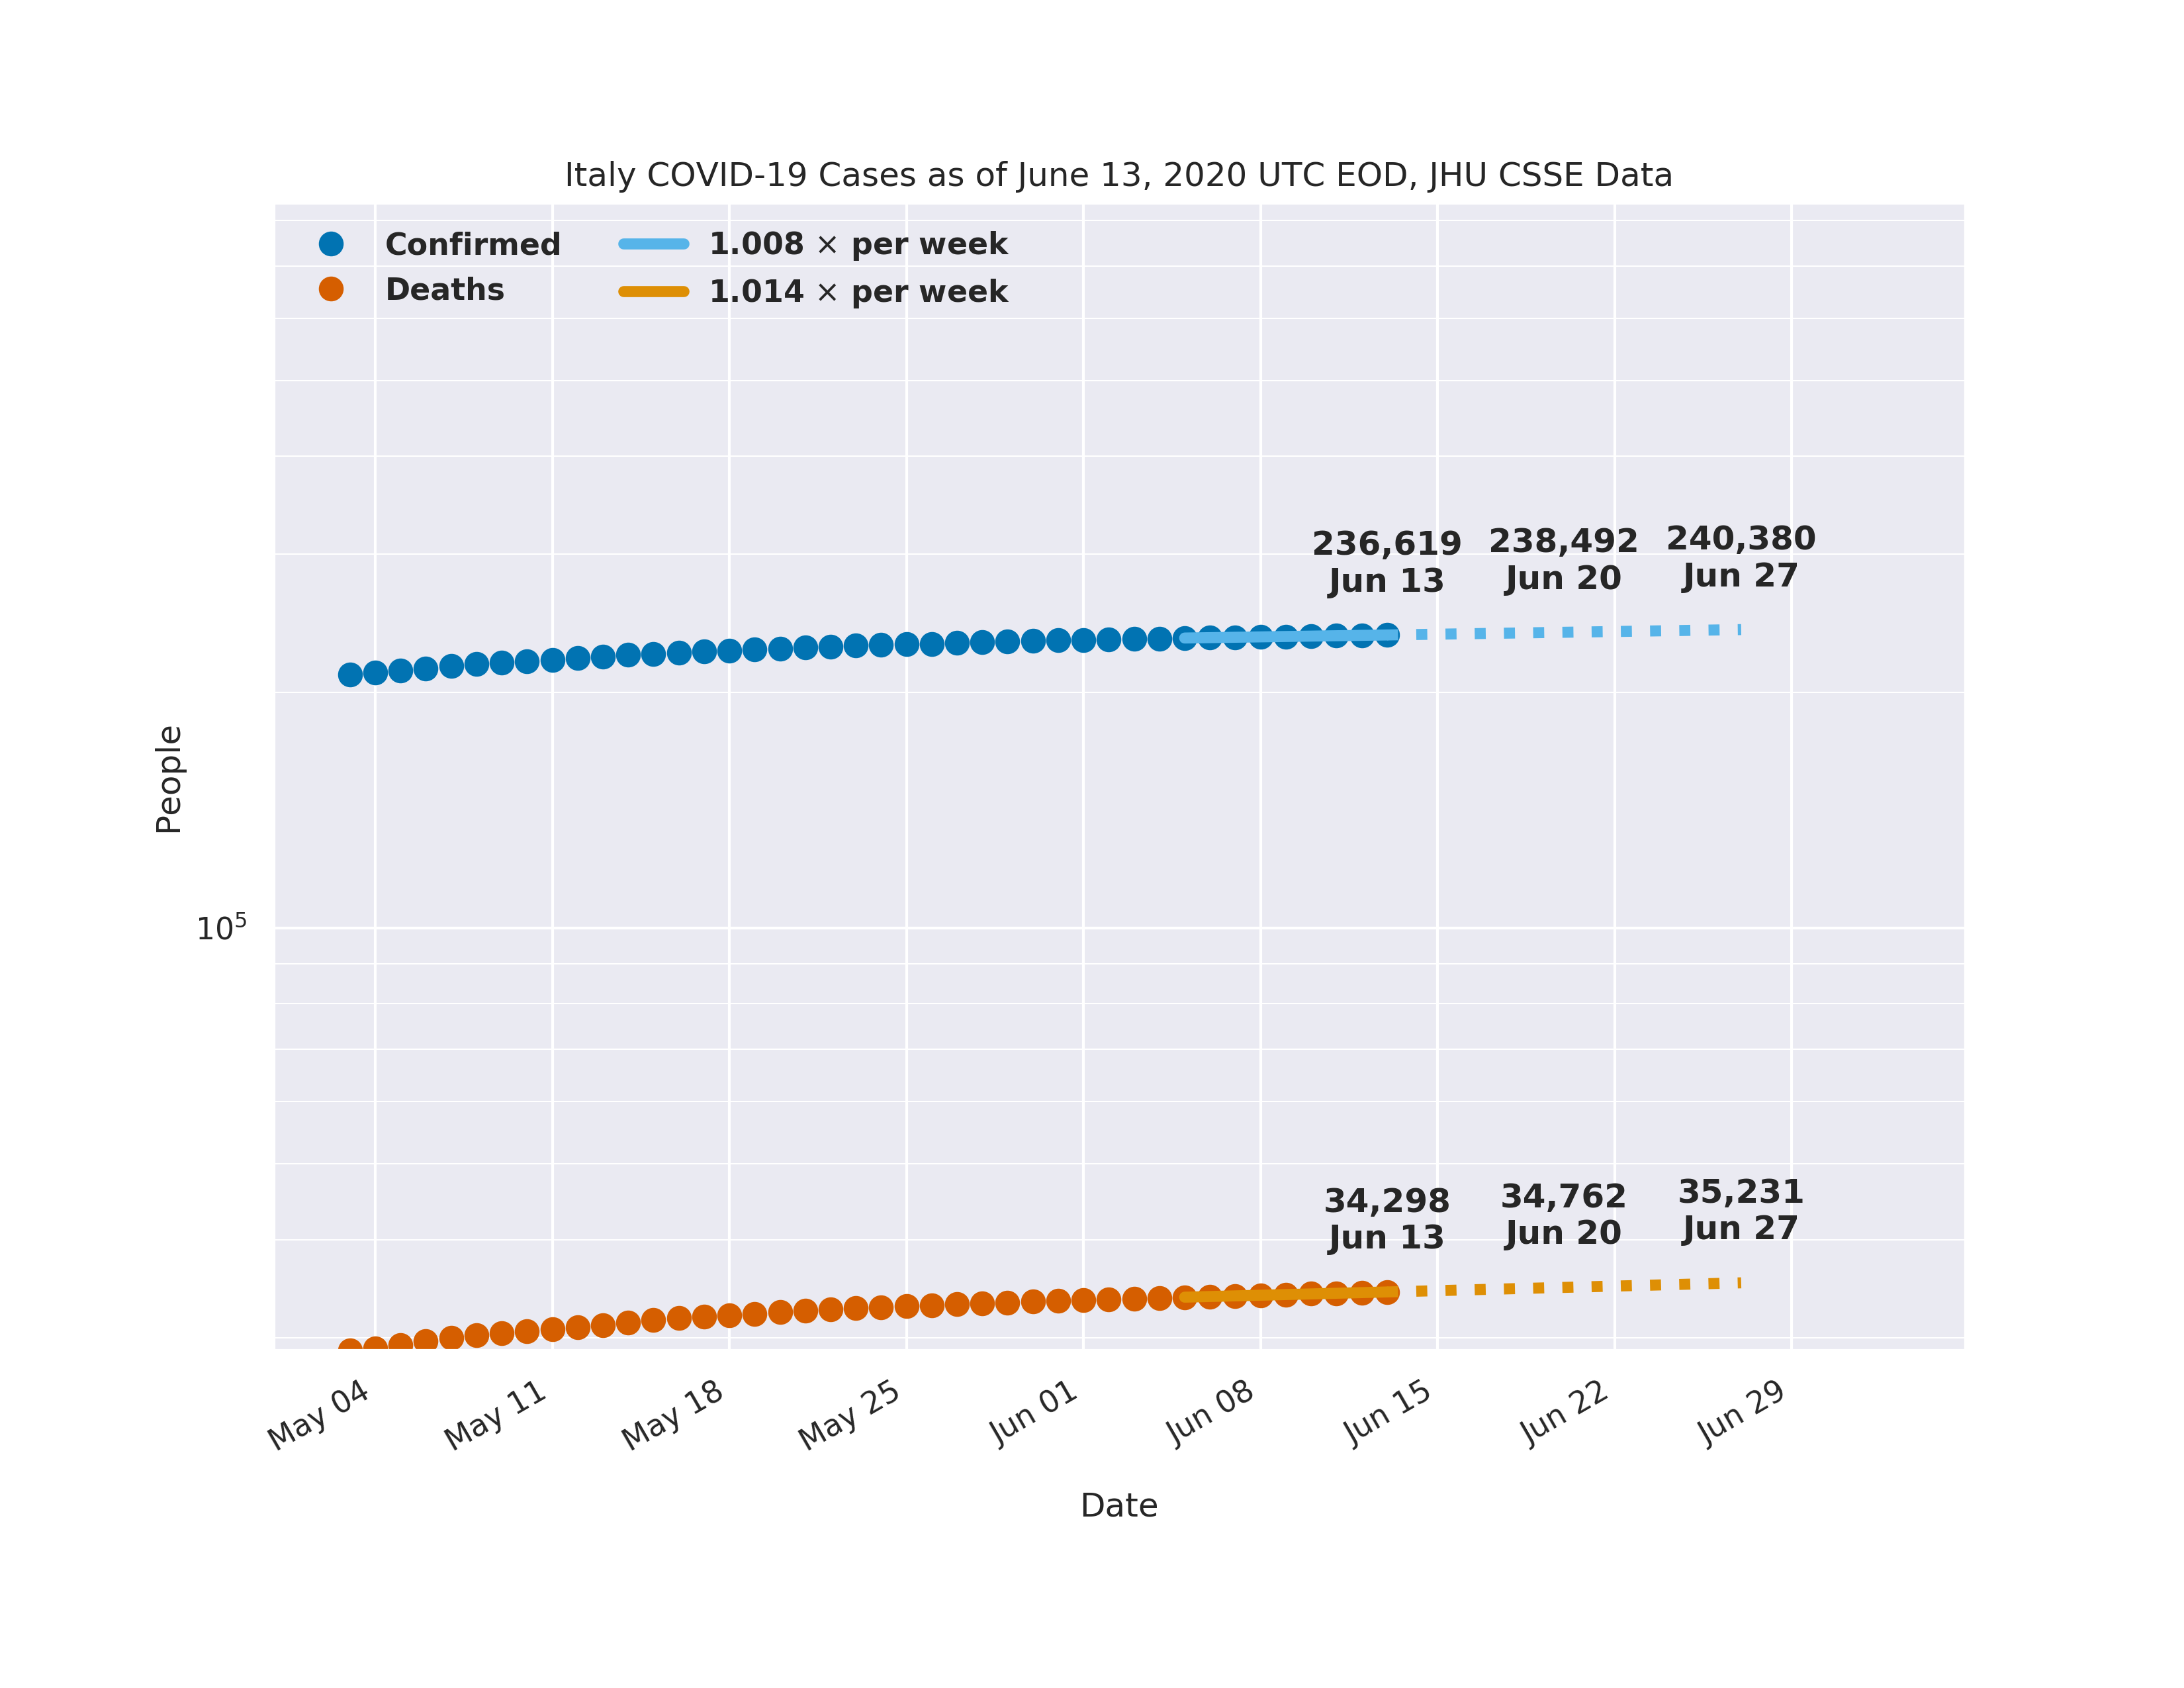 Italy COVID-19 Cases as of June 13, 2020 UTC EOD, JHU CSSE Data
Confirmed
Deaths
1.008 × per week
1.014 × per week
236,619
Jun 13
238,492
Jun 20
240,380
Jun 27
People
10⁵
34,298
Jun 13
34,762
Jun 20
35,231
Jun 27
May 04
May 11
May 18
May 25
Jun 01
Jun 08
Jun 15
Jun 22
Jun 29
Date